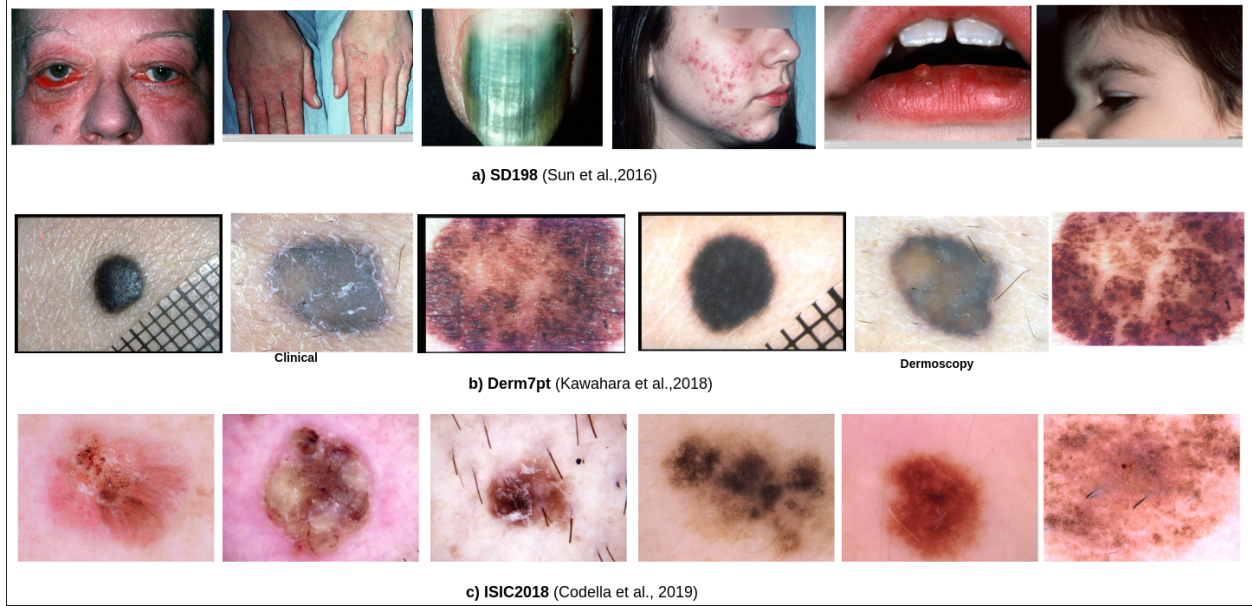 a) SD198 (Sun et al.,2016)
Clinical
Dermoscopy
b) Derm7pt (Kawahara et al.,2018)
c) ISIC2018 (Codella et al., 2019)